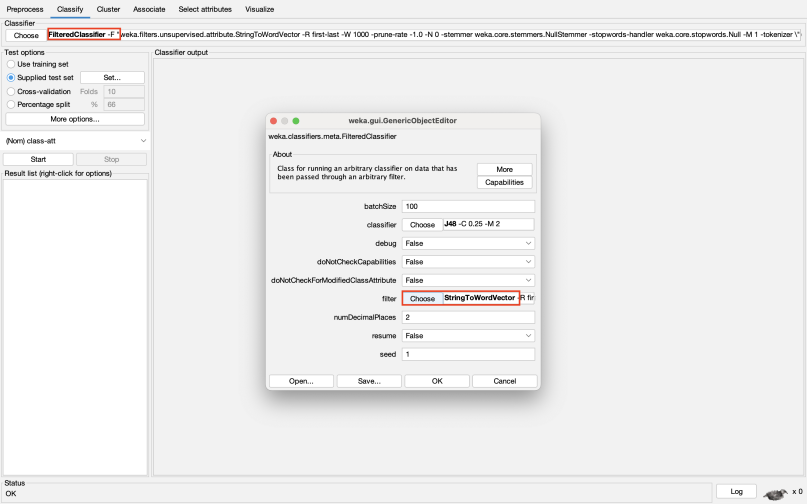 Preprocess Classify Cluster Associate Select attributes Visualize
Classifier
Choose FilteredClassifier -F "weka.filters.unsupervised.attribute.StringToWordVector -R first-last -W 1000 -prune-rate -1.0 -N 0 -stemmer weka.core.stemmers.NullStemmer -stopwords-handler weka.core.stopwords.Null -M 1 -tokenizer \"
Test options
Use training set
Supplied test set Set...
Cross-validation Folds 10
Percentage split % 66
More options...
(Nom) class-att
Start Stop
Result list (right-click for options)
Classifier output
weka.gui.GenericObjectEditor
weka.classifiers.meta.FilteredClassifier
About
Class for running an arbitrary classifier on data that has
been passed through an arbitrary filter.
More
Capabilities
batchSize 100
classifier Choose J48 -C 0.25 -M 2
debug False
doNotCheckCapabilities False
doNotCheckForModifiedClassAttribute False
filter Choose StringToWordVector -R fir
numDecimalPlaces 2
resume False
seed 1
Open... Save... OK Cancel
Status
OK
Log x 0